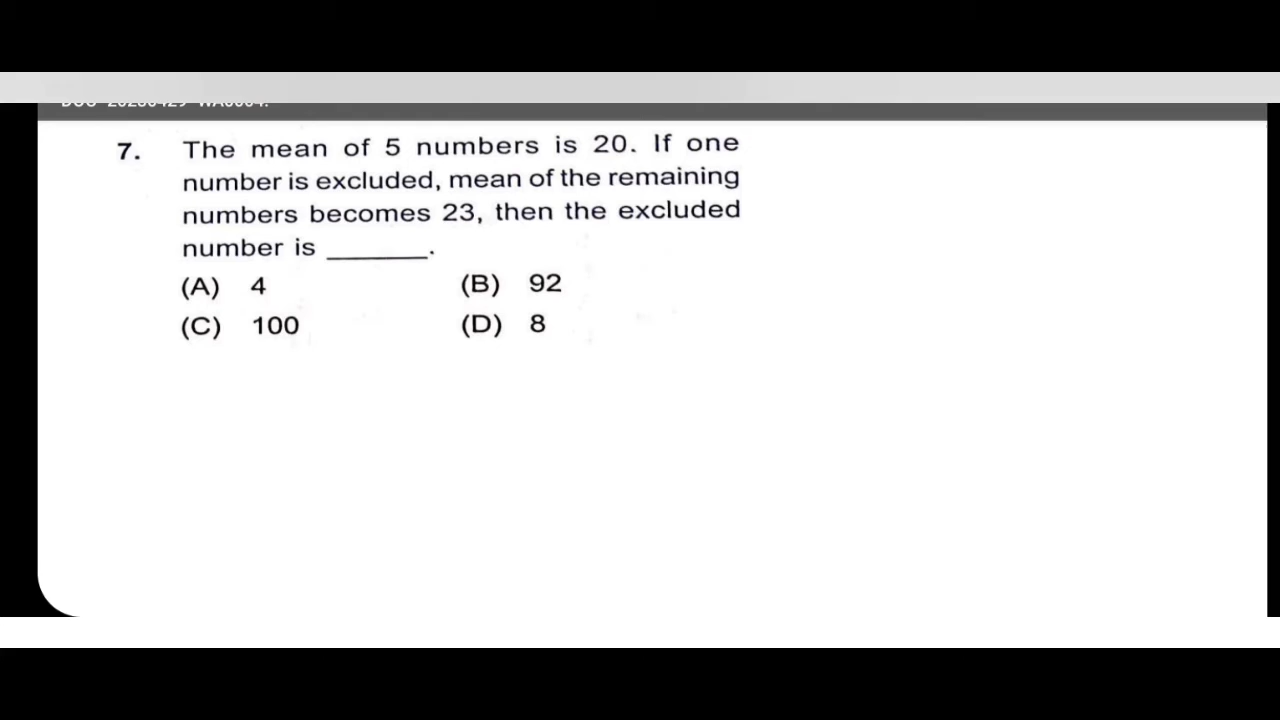 7. The mean of 5 numbers is 20. If one
number is excluded, mean of the remaining
numbers becomes 23, then the excluded
number is _______.
(A) 4 (B) 92
(C) 100 (D) 8